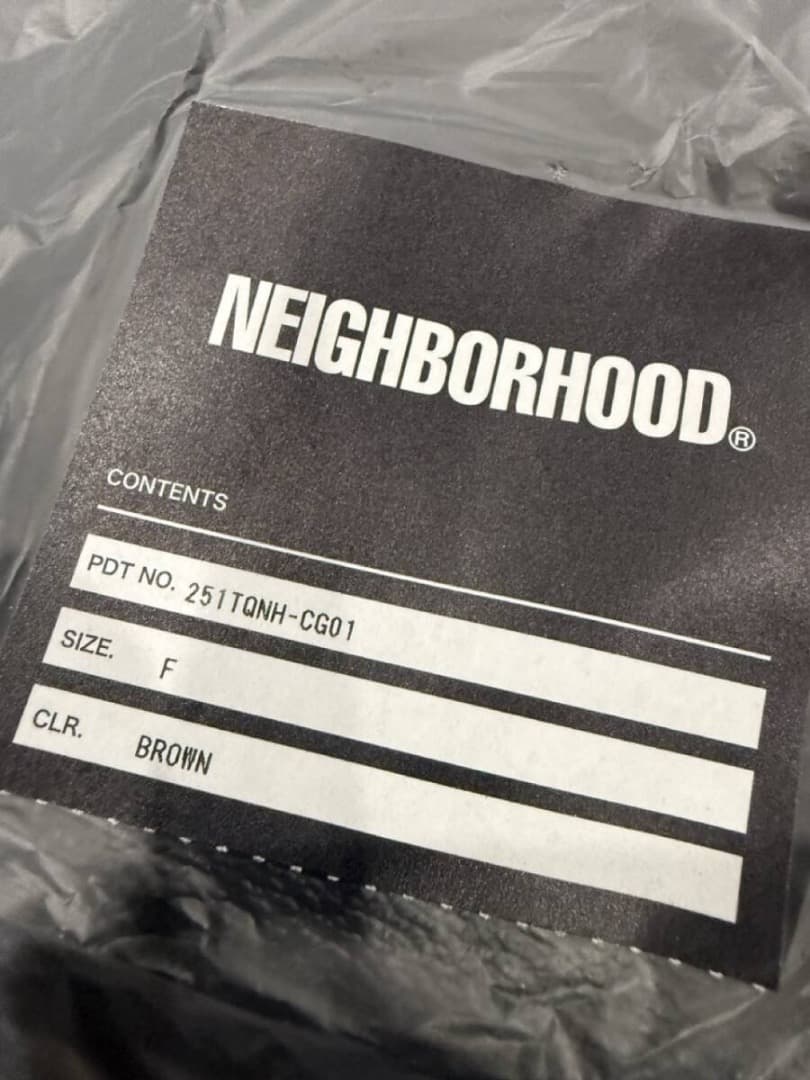 NEIGHBORHOOD®
CONTENTS
PDT NO. 251TQNH-CG01
SIZE. F
CLR. BROWN